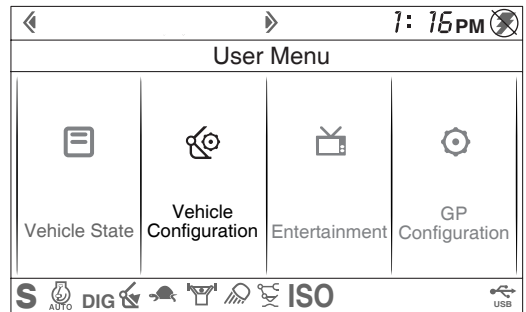 1:16PM
User Menu
Vehicle State
Vehicle
Configuration
Entertainment
GP
Configuration
S AUTO DIG ISO USB